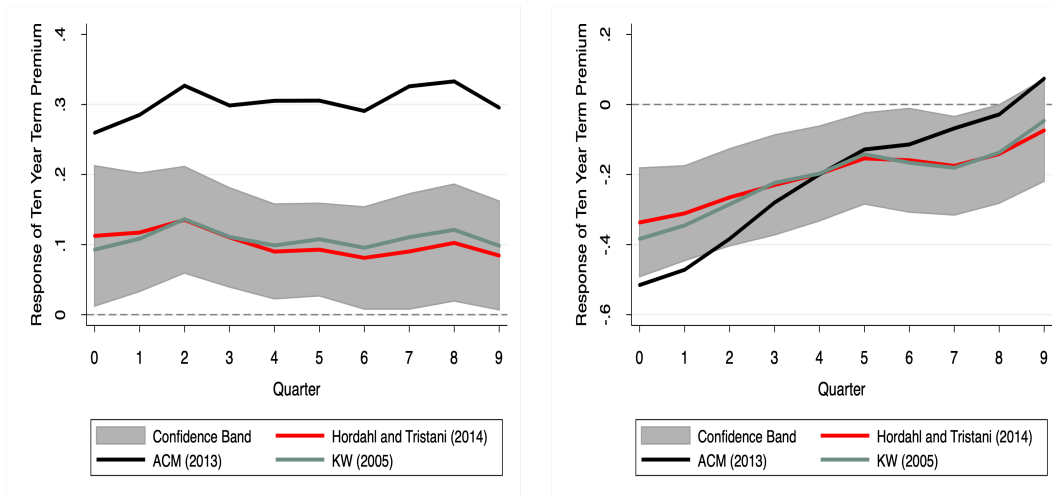 Response of Ten Year Term Premium
.4
.3
.2
.1
0
0 1 2 3 4 5 6 7 8 9
Quarter
Confidence Band
Hordahl and Tristani (2014)
ACM (2013)
KW (2005)
Response of Ten Year Term Premium
.2
0
-.2
-.4
-.6
0 1 2 3 4 5 6 7 8 9
Quarter
Confidence Band
Hordahl and Tristani (2014)
ACM (2013)
KW (2005)